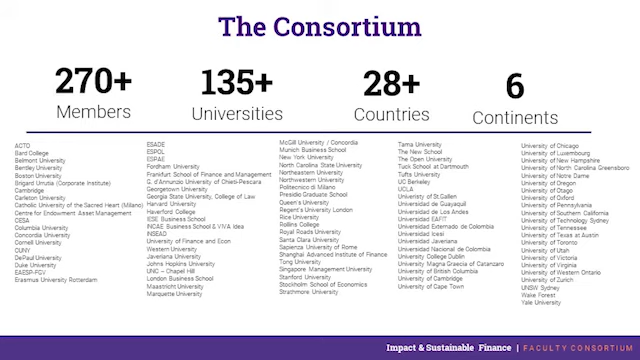 The Consortium
270+
Members
135+
Universities
28+
Countries
6
Continents
ACTO
Bard College
Belmont University
Bentley University
Boston University
Brigard Urrutia (Corporate Institute)
Cambridge
Carleton University
Catholic University of the Sacred Heart (Milano)
Centre for Endowment Asset Management
CESA
Columbia University
Concordia University
Cornell University
CUNY
DePaul University
Duke University
EAESP-FGV
Erasmus University Rotterdam
ESADE
ESPOL
ESPAE
Fordham University
Frankfurt School of Finance and Management
G. d'Annunzio University of Chieti-Pescara
Georgetown University
Georgia State University, College of Law
Harvard University
Haverford College
IESE Business School
INCAE Business School & VIVA Idea
INSEAD
University of Finance and Econ
Western University
Javeriana University
Johns Hopkins University
UNC – Chapel Hill
London Business School
Maastricht University
Marquette University
McGill University / Concordia
Munich Business School
New York University
North Carolina State University
Northeastern University
Northwestern University
Politecnico di Milano
Presidio Graduate School
Queen's University
Regent's University London
Rice University
Rollins College
Royal Roads University
Santa Clara University
Sapienza University of Rome
Shanghai Advanced Institute of Finance
Tong University
Singapore Management University
Stanford University
Stockholm School of Economics
Strathmore University
Tama University
The New School
The Open University
Tuck School at Dartmouth
Tufts University
UC Berkeley
UCLA
Univeristy of St.Gallen
Universidad de Guayaquil
Universidad de Los Andes
Universidad EAFIT
Universidad Externado de Colombia
Universidad Icesi
Universidad Javeriana
Universidad Nacional de Colombia
University College Dublin
University Magna Graecia of Catanzaro
University of British Columbia
University of Cambridge
University of Cape Town
University of Chicago
University of Luxembourg
University of New Hampshire
University of North Carolina Greensboro
University of Notre Dame
University of Oregon
University of Otago
University of Oxford
University of Pennsylvania
University of Southern California
University of Technology Sydney
University of Tennessee
University of Texas at Austin
University of Toronto
University of Utah
University of Victoria
University of Virginia
University of Western Ontario
University of Zurich
UNSW Sydney
Wake Forest
Yale University
Impact & Sustainable Finance | FACULTY CONSORTIUM